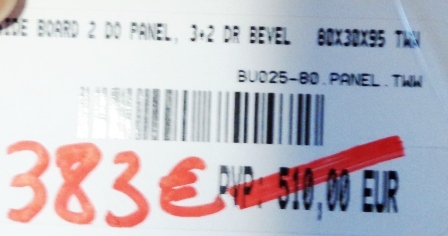 IDE BOARD 2 DO PANEL, 3+2 DR BEVEL 80X30X95 TWW
BU025-80.PANEL.TWW
383€ PVP: 510,00 EUR